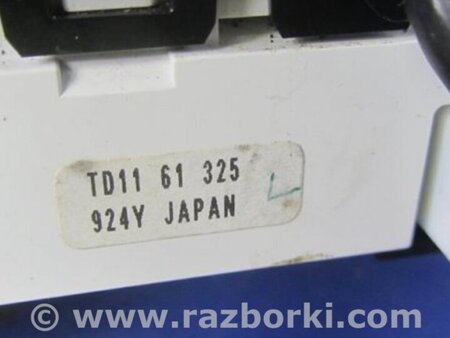 TD11 61 325
924Y JAPAN
© www.razborki.com